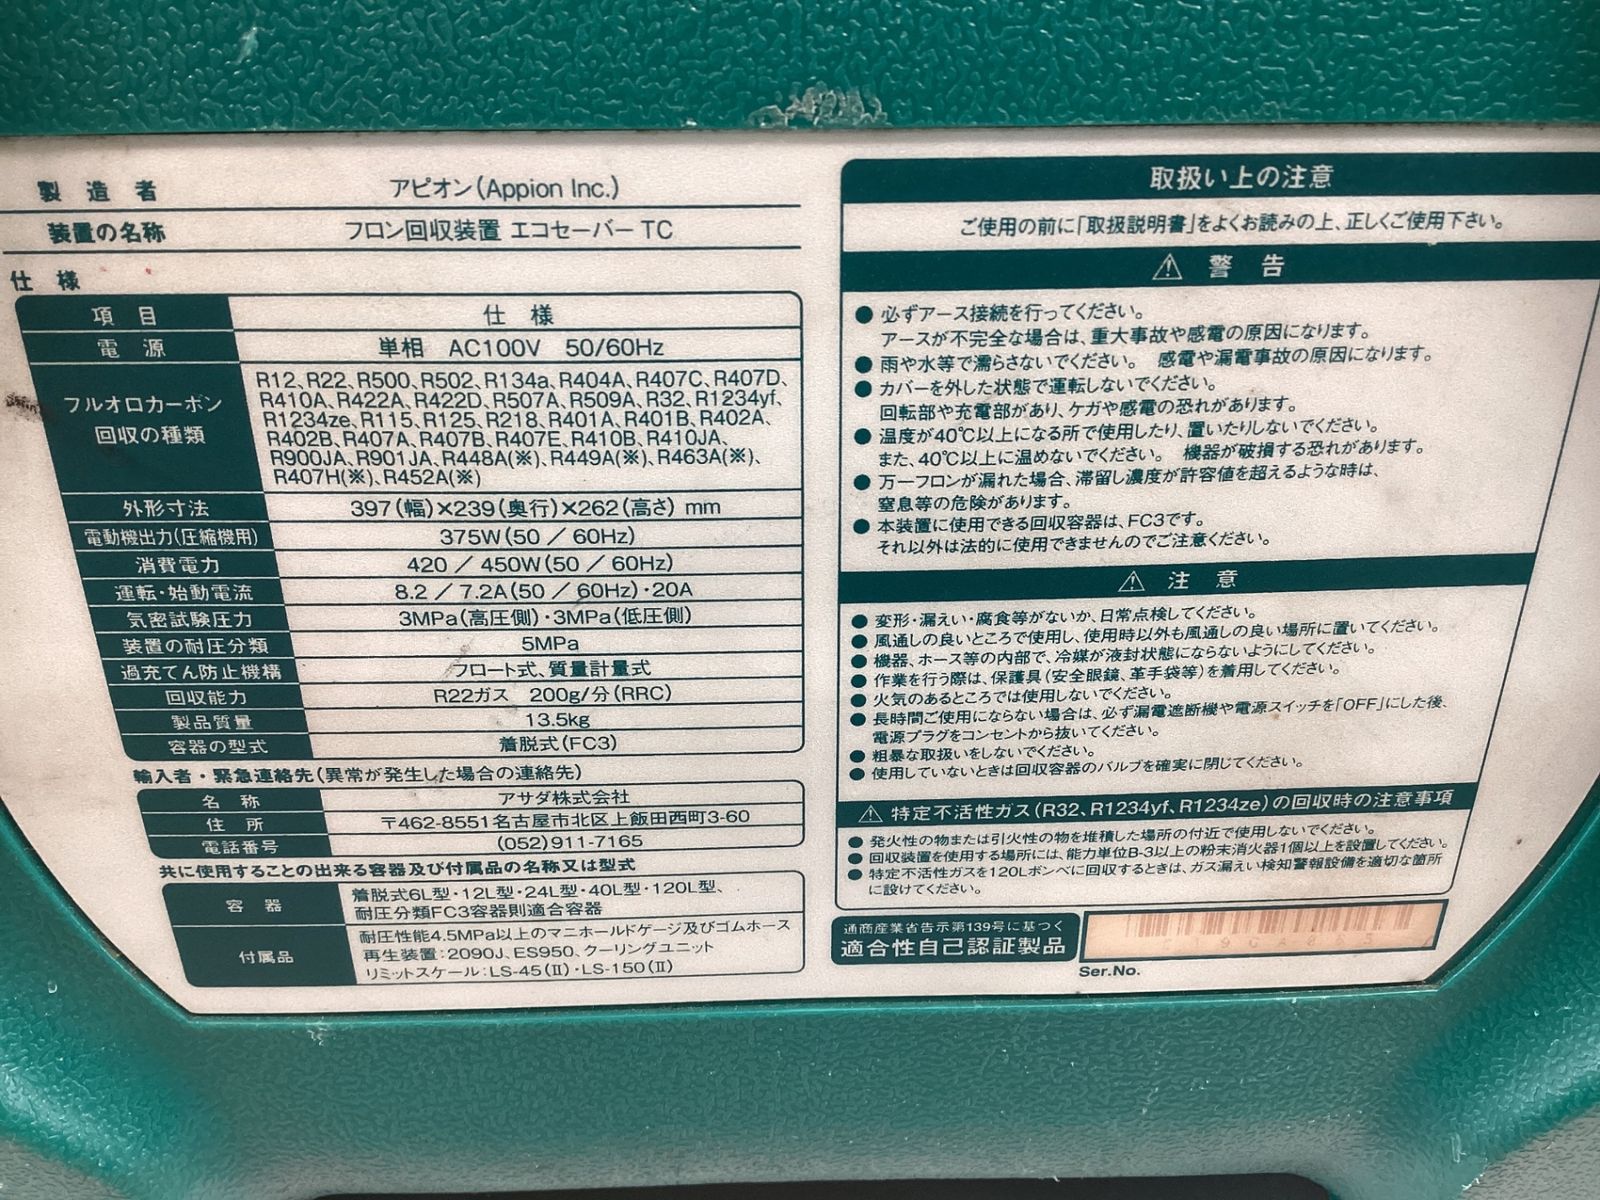 製造者 アピオン(Appion Inc.)
装置の名称 フロン回収装置 エコセーバーTC
仕様
項目 仕様
電源 単相 AC100V 50/60Hz
フルオロカーボン回収の種類
R12、R22、R500、R502、R134a、R404A、R407C、R407D、
R410A、R422A、R422D、R507A、R509A、R32、R1234yf、
R1234ze、R115、R125、R218、R401A、R401B、R402A、
R402B、R407A、R407B、R407E、R410B、R410JA、
R900JA、R901JA、R448A(※)、R449A(※)、R463A(※)、
R407H(※)、R452A(※)
外形寸法 397(幅)×239(奥行)×262(高さ) mm
電動機出力(圧縮機用) 375W(50 / 60Hz)
消費電力 420 / 450W(50 / 60Hz)
運転・始動電流 8.2 / 7.2A(50 / 60Hz)・20A
気密試験圧力 3MPa(高圧側)・3MPa(低圧側)
装置の耐圧分類 5MPa
過充てん防止機構 フロート式、質量計量式
回収能力 R22ガス 200g/分(RRC)
製品質量 13.5kg
容器の型式 着脱式(FC3)
輸入者・緊急連絡先(異常が発生した場合の連絡先)
名称 アサダ株式会社
住所 〒462-8551名古屋市北区上飯田西町3-60
電話番号 (052)911-7165
共に使用することの出来る容器及び付属品の名称又は型式
容器 着脱式6L型・12L型・24L型・40L型・120L型、
耐圧分類FC3容器則適合容器
付属品 耐圧性能4.5MPa以上のマニホールドゲージ及びゴムホース
再生装置:2090J、ES950、クーリングユニット
リミットスケール:LS-45(Ⅱ)・LS-150(Ⅱ)
取扱い上の注意
ご使用の前に「取扱説明書」をよくお読みの上、正しくご使用下さい。
⚠ 警告
● 必ずアース接続を行ってください。
アースが不完全な場合は、重大事故や感電の原因になります。
● 雨や水等で濡らさないでください。 感電や漏電事故の原因になります。
● カバーを外した状態で運転しないでください。
回転部や充電部があり、ケガや感電の恐れがあります。
● 温度が40℃以上になる所で使用したり、置いたりしないでください。
また、40℃以上に温めないでください。 機器が破損する恐れがあります。
● 万一フロンが漏れた場合、滞留し濃度が許容値を超えるような時は、
窒息等の危険があります。
● 本装置に使用できる回収容器は、FC3です。
それ以外は法的に使用できませんのでご注意ください。
⚠ 注意
● 変形・漏えい・腐食等がないか、日常点検してください。
● 風通しの良いところで使用し、使用時以外も風通しの良い場所に置いてください。
● 機器、ホース等の内部で、冷媒が液封状態にならないようにしてください。
● 作業を行う際は、保護具(安全眼鏡、革手袋等)を着用してください。
● 火気のあるところでは使用しないでください。
● 長時間ご使用にならない場合は、必ず漏電遮断機や電源スイッチを「OFF」にした後、
電源プラグをコンセントから抜いてください。
● 粗暴な取扱いをしないでください。
● 使用していないときは回収容器のバルブを確実に閉じてください。
⚠ 特定不活性ガス(R32、R1234yf、R1234ze)の回収時の注意事項
● 発火性の物または引火性の物を堆積した場所の付近で使用しないでください。
● 回収装置を使用する場所には、能力単位B-3以上の粉末消火器1個以上を設置してください。
● 特定不活性ガスを120Lボンベに回収するときは、ガス漏えい検知警報設備を適切な箇所
に設けてください。
通商産業省告示第139号に基づく
適合性自己認証製品
Ser.No.